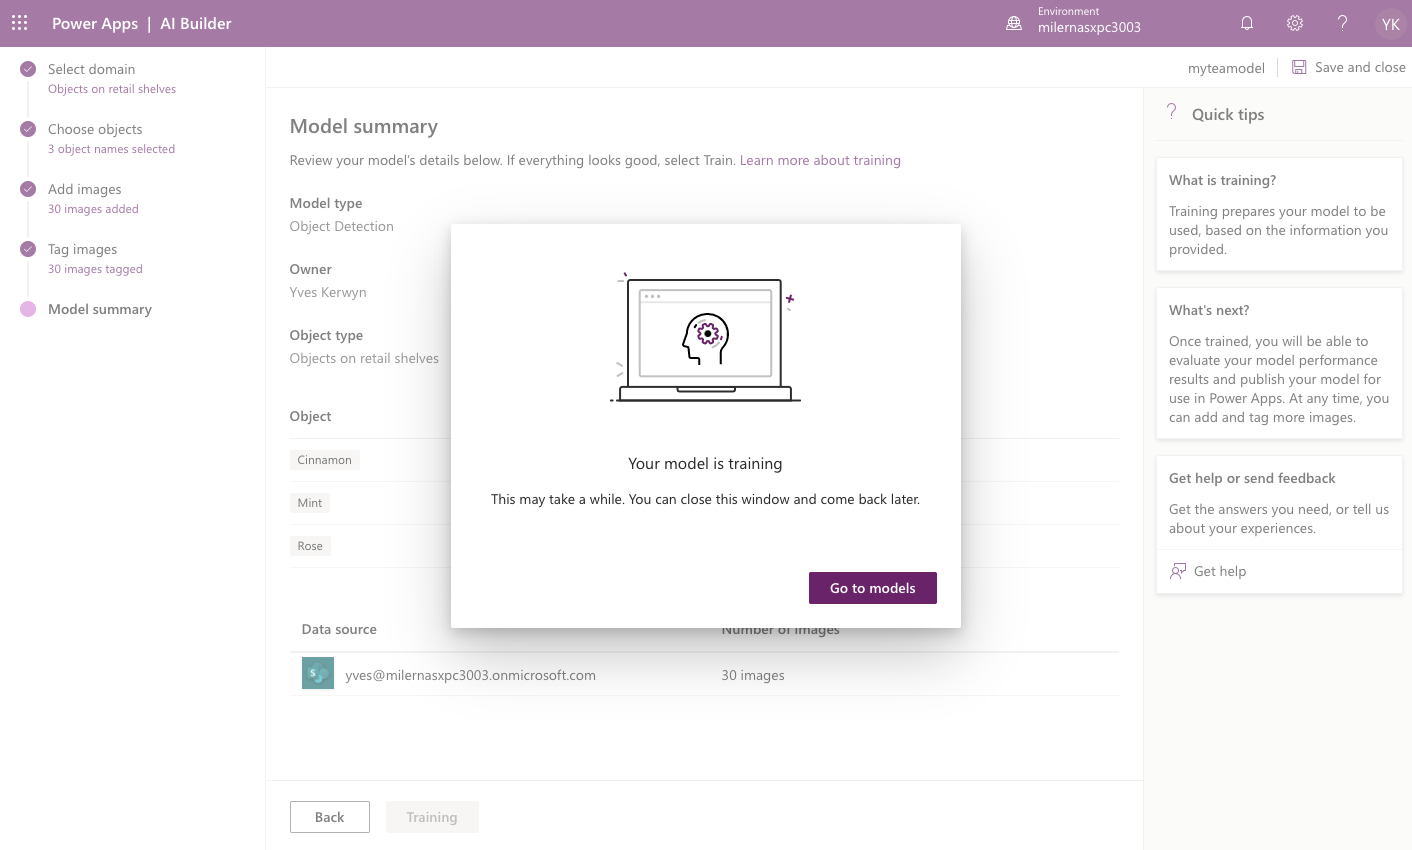 Power Apps | AI Builder
Environment
milernasxpc3003
YK
Select domain
Objects on retail shelves
Choose objects
3 object names selected
Add images
30 images added
Tag images
30 images tagged
Model summary
myteamodel
Save and close
Model summary
Review your model's details below. If everything looks good, select Train. Learn more about training
Model type
Object Detection
Owner
Yves Kerwyn
Object type
Objects on retail shelves
Object
Cinnamon
Mint
Rose
Data source
Number of images
S
yves@milernasxpc3003.onmicrosoft.com
30 images
Back
Training
Your model is training
This may take a while. You can close this window and come back later.
Go to models
? Quick tips
What is training?
Training prepares your model to be
used, based on the information you
provided.
What's next?
Once trained, you will be able to
evaluate your model performance
results and publish your model for
use in Power Apps. At any time, you
can add and tag more images.
Get help or send feedback
Get the answers you need, or tell us
about your experiences.
Get help